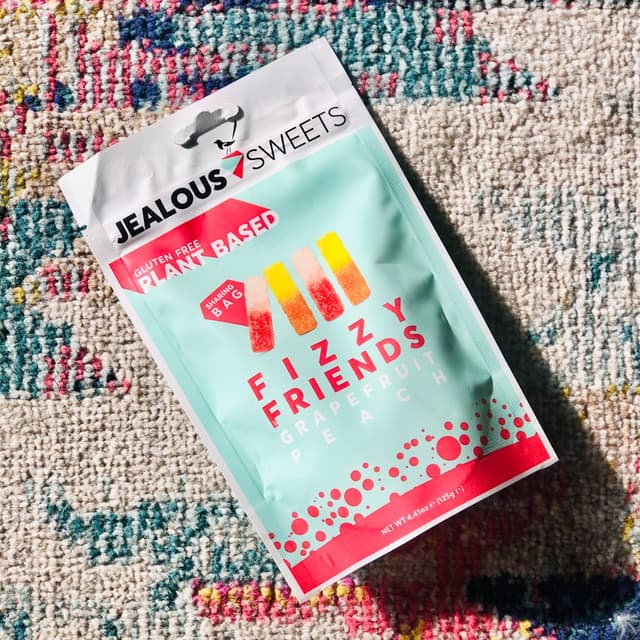 JEALOUS SWEETS
GLUTEN FREE
PLANT BASED
SHARING
BAG
FIZZY
FRIENDS
GRAPEFRUIT
PEACH
NET WT 4.41oz ℮ (125g ℮)